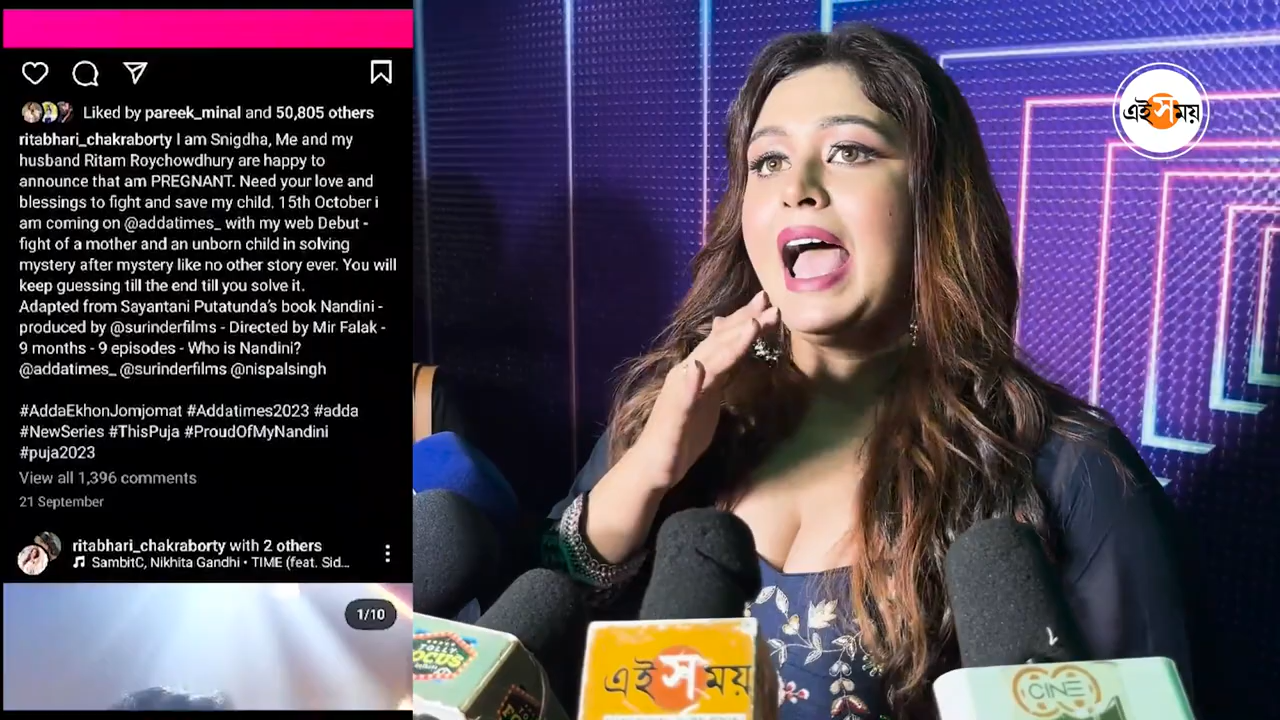 Liked by pareek_minal and 50,805 others
ritabhari_chakraborty I am Snigdha, Me and my
husband Ritam Roychowdhury are happy to
announce that am PREGNANT. Need your love and
blessings to fight and save my child. 15th October i
am coming on @addatimes_ with my web Debut -
fight of a mother and an unborn child in solving
mystery after mystery like no other story ever. You will
keep guessing till the end till you solve it.
Adapted from Sayantani Putatunda’s book Nandini -
produced by @surinderfilms - Directed by Mir Falak -
9 months - 9 episodes - Who is Nandini?
@addatimes_ @surinderfilms @nispalsingh
#AddaEkhonJomjomat #Addatimes2023 #adda
#NewSeries #ThisPuja #ProudOfMyNandini
#puja2023
View all 1,396 comments
21 September
ritabhari_chakraborty with 2 others
SambitC, Nikhita Gandhi • TIME (feat. Sid...
1/10
এই সময়
TOLLY
FOCUS
এই সময়
CINE